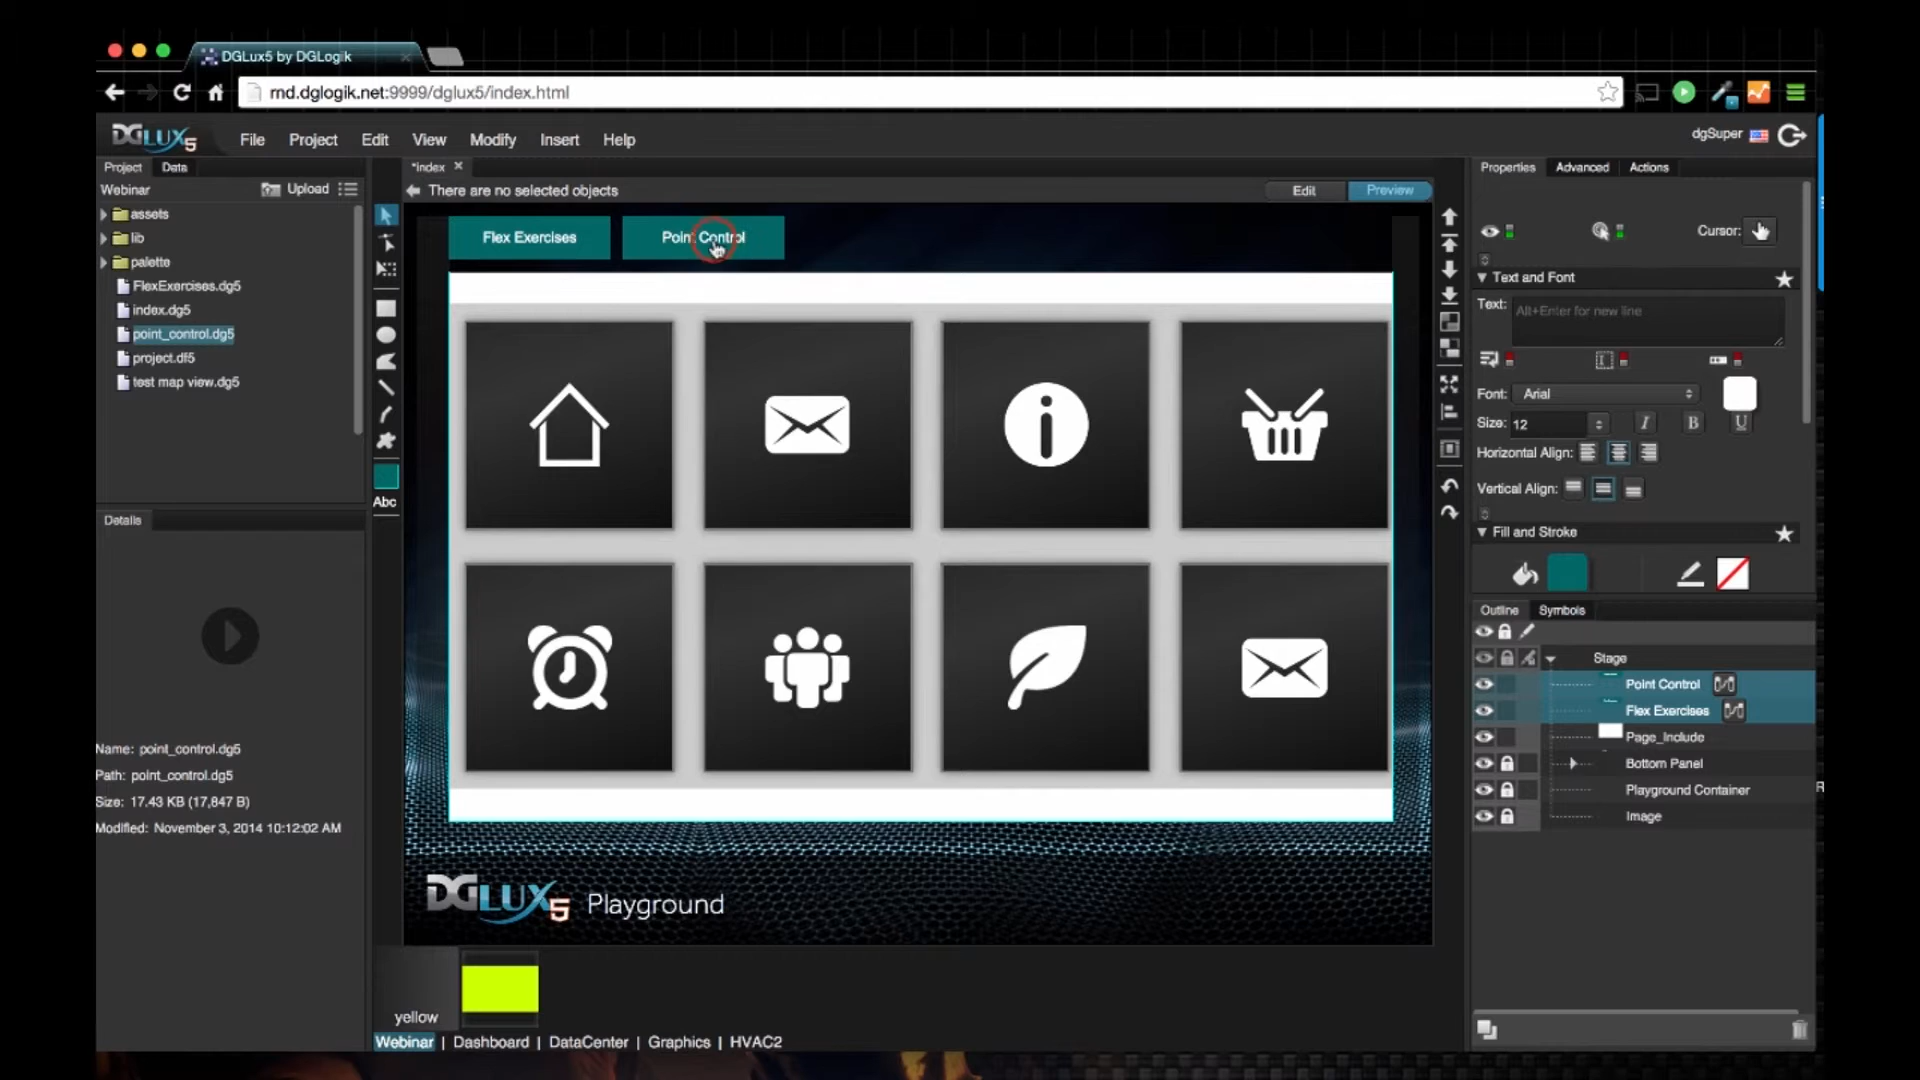 DGLux5 by DGLogik
rnd.dglogik.net:9999/dglux5/index.html
DGLUX5 File Project Edit View Modify Insert Help dgSuper
Project Data *index Properties Advanced Actions
Webinar Upload There are no selected objects Edit Preview
assets
lib
palette
FlexExercises.dg5
index.dg5
point_control.dg5
project.df5
test map view.dg5
Flex Exercises Point Control
Cursor:
Text and Font
Text: Alt+Enter for new line
Font: Arial
Size: 12 I B U
Horizontal Align:
Vertical Align:
Fill and Stroke
Abc
Details
Name: point_control.dg5
Path: point_control.dg5
Size: 17.43 KB (17,847 B)
Modified: November 3, 2014 10:12:02 AM
Outline Symbols
Stage
Point Control
Flex Exercises
Page_Include
Bottom Panel
Playground Container
Image
DGLUX5 Playground
yellow
Webinar | Dashboard | DataCenter | Graphics | HVAC2